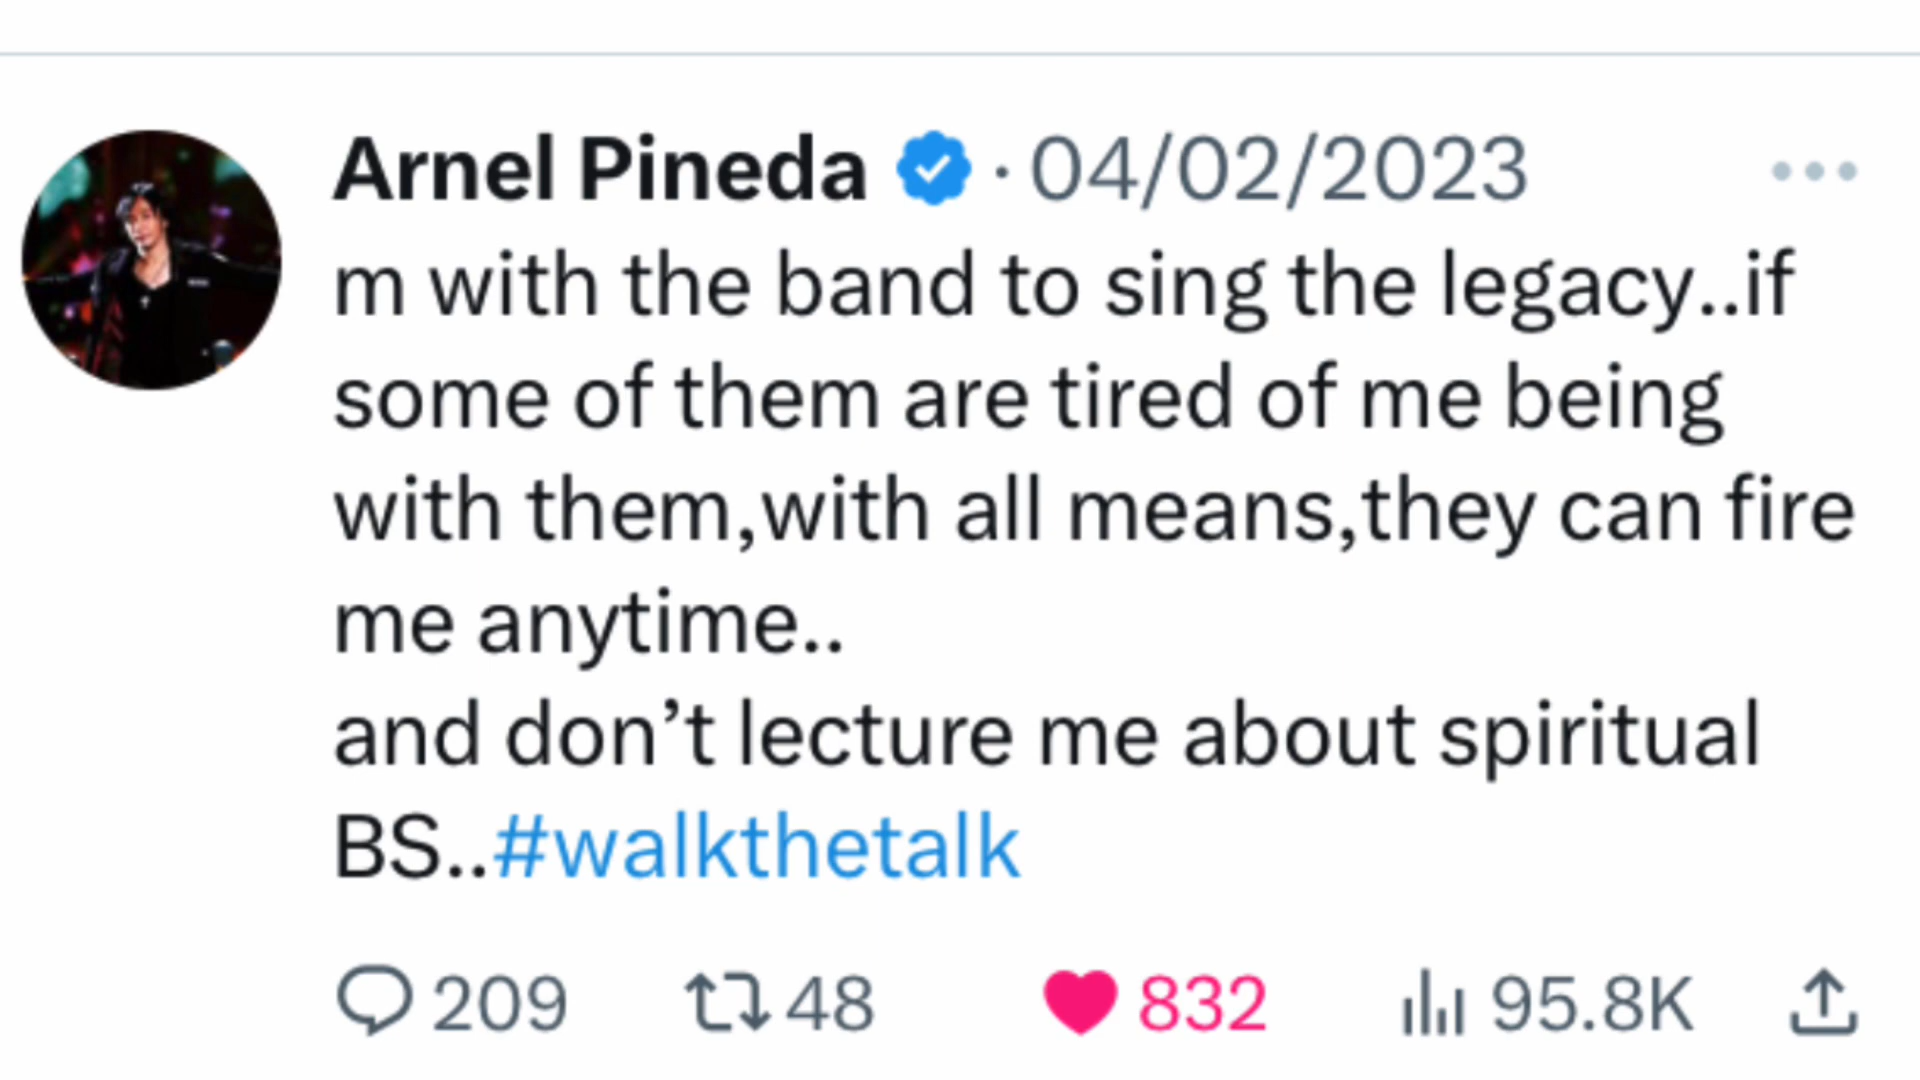 Arnel Pineda · 04/02/2023
m with the band to sing the legacy..if
some of them are tired of me being
with them,with all means,they can fire
me anytime..
and don’t lecture me about spiritual
BS..#walkthetalk
209 48 832 95.8K